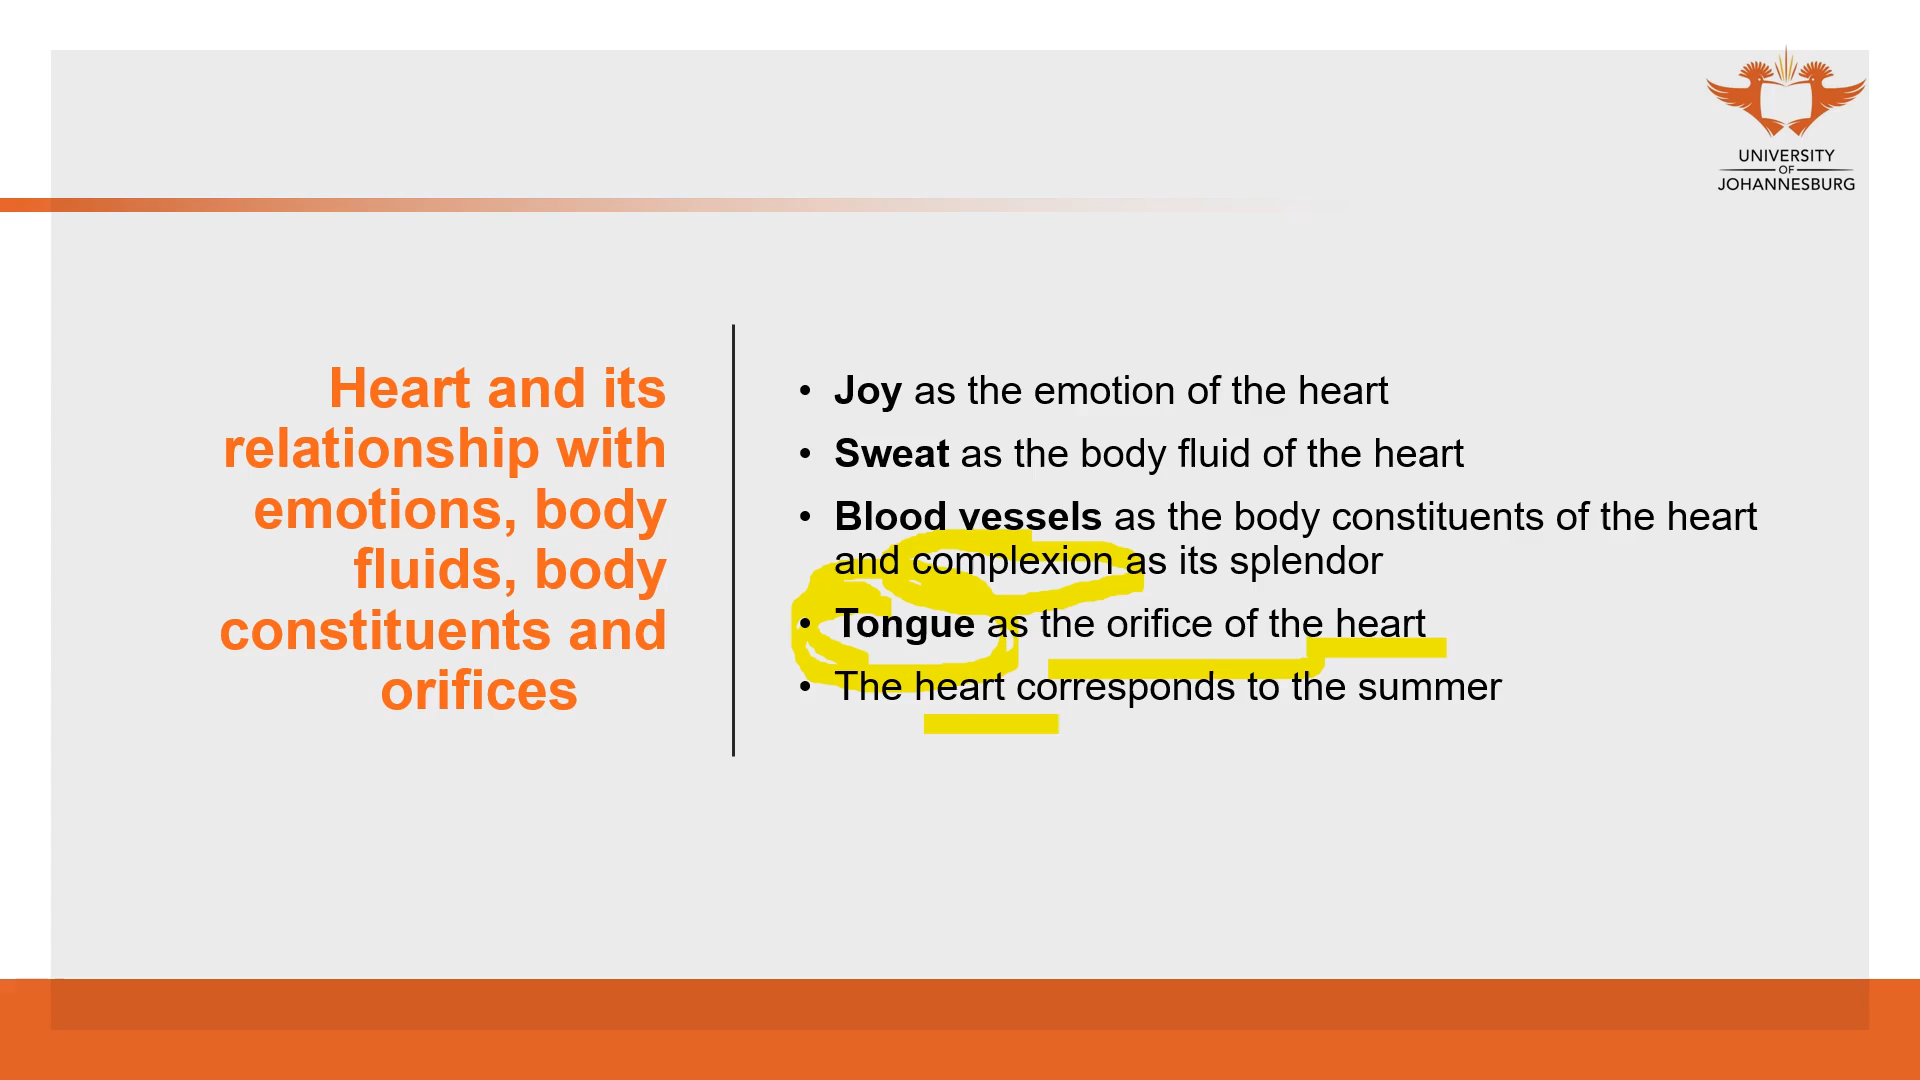 UNIVERSITY
OF
JOHANNESBURG
Heart and its
relationship with
emotions, body
fluids, body
constituents and
orifices
• Joy as the emotion of the heart
• Sweat as the body fluid of the heart
• Blood vessels as the body constituents of the heart
and complexion as its splendor
• Tongue as the orifice of the heart
• The heart corresponds to the summer